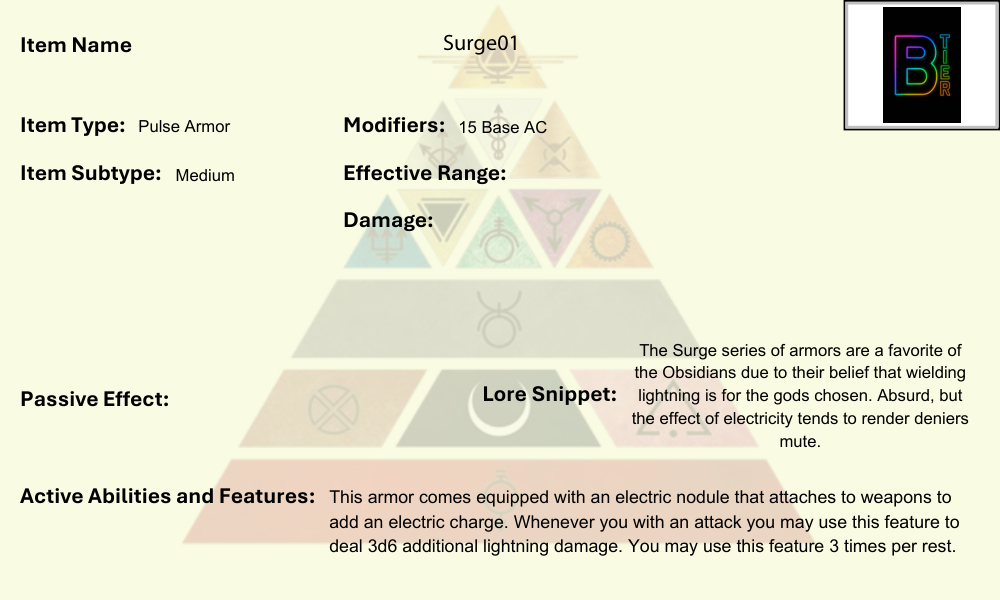 Item Name
Surge01
B
TIER
Item Type: Pulse Armor
Modifiers: 15 Base AC
Item Subtype: Medium
Effective Range:
Damage:
Passive Effect:
Lore Snippet:
The Surge series of armors are a favorite of
the Obsidians due to their belief that wielding
lightning is for the gods chosen. Absurd, but
the effect of electricity tends to render deniers
mute.
Active Abilities and Features:
This armor comes equipped with an electric nodule that attaches to weapons to
add an electric charge. Whenever you with an attack you may use this feature to
deal 3d6 additional lightning damage. You may use this feature 3 times per rest.